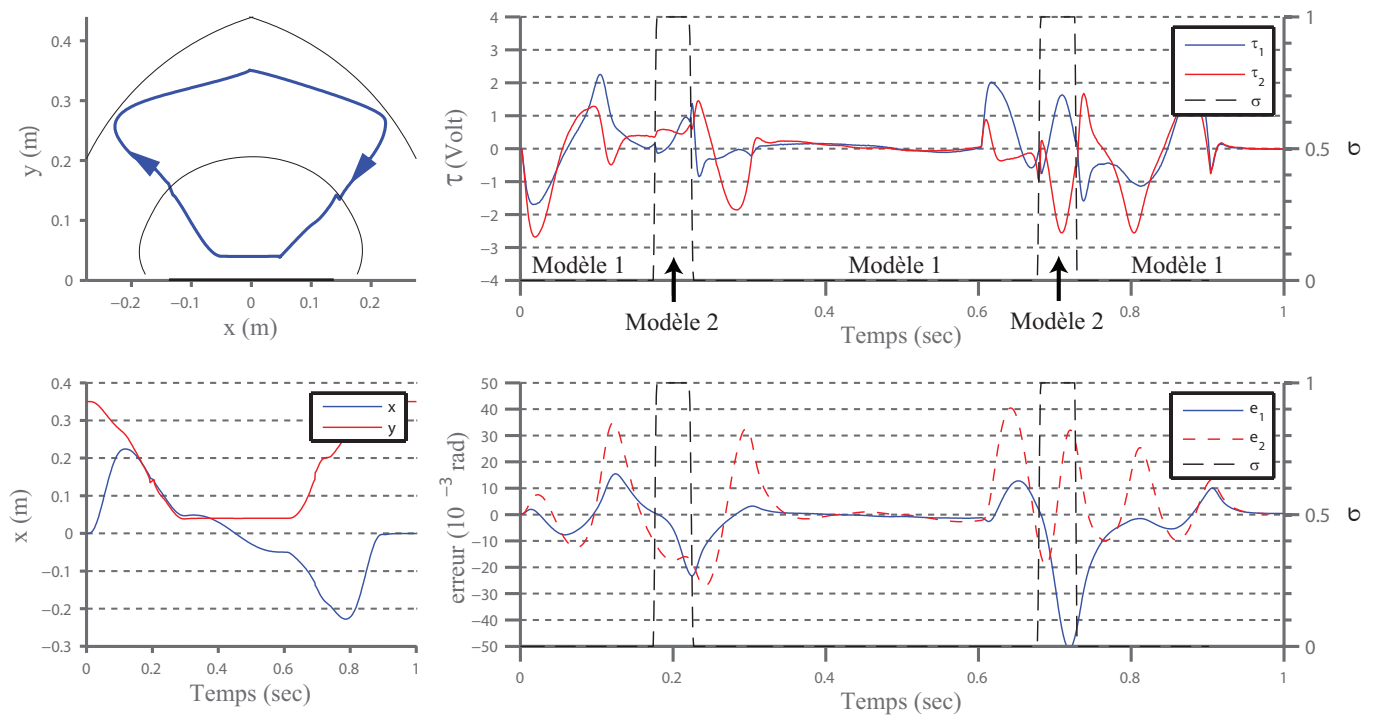 y (m)
0.4
0.3
0.2
0.1
0
−0.2
−0.1
0
0.1
0.2
x (m)
τ (Volt)
4
3
2
1
0
−1
−2
−3
−4
1
0.5
0
σ
τ1
τ2
σ
Modèle 1
Modèle 1
Modèle 1
Modèle 2
Modèle 2
0
0.4
0.6
0.8
1
Temps (sec)
x (m)
0.4
0.3
0.2
0.1
0
−0.1
−0.2
−0.3
x
y
0
0.2
0.4
0.6
0.8
1
Temps (sec)
erreur (10 −3 rad)
50
40
30
20
10
0
−10
−20
−30
−40
−50
1
0.5
0
σ
e1
e2
σ
0
0.2
0.4
0.6
0.8
1
Temps (sec)